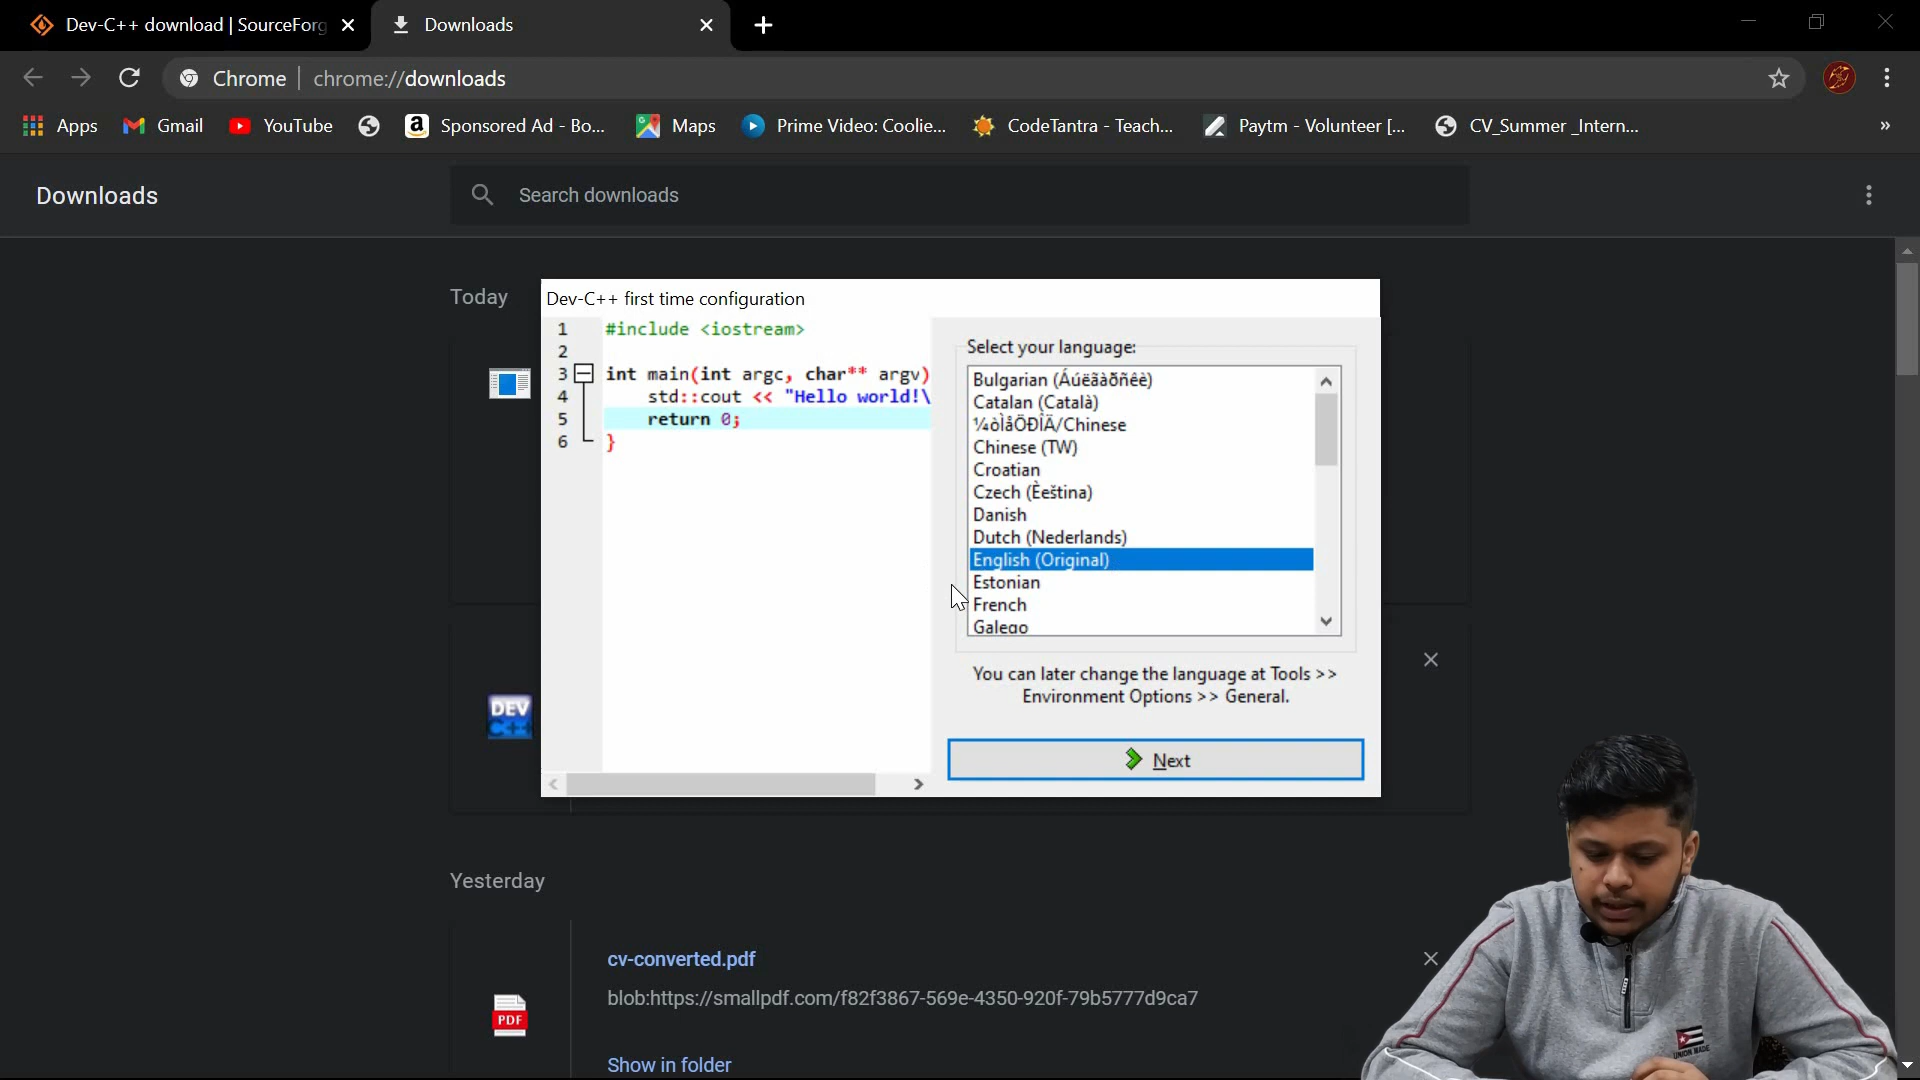 Dev-C++ download | SourceForg
Downloads
Chrome
chrome://downloads
Apps
Gmail
YouTube
Sponsored Ad - Bo...
Maps
Prime Video: Coolie...
CodeTantra - Teach...
Paytm - Volunteer [...
CV_Summer _Intern...
»
Downloads
Search downloads
Today
Dev-C++ first time configuration
1 #include <iostream>
2
3 int main(int argc, char** argv)
4 std::cout << "Hello world!\
5 return 0;
6 }
Select your language:
Bulgarian (Áúëãàðñêè)
Catalan (Català)
¼òÌåÖÐÎÄ/Chinese
Chinese (TW)
Croatian
Czech (Èeština)
Danish
Dutch (Nederlands)
English (Original)
Estonian
French
Galego
You can later change the language at Tools >>
Environment Options >> General.
Next
DEV
C++
Yesterday
cv-converted.pdf
blob:https://smallpdf.com/f82f3867-569e-4350-920f-79b5777d9ca7
PDF
Show in folder
UNION MADE